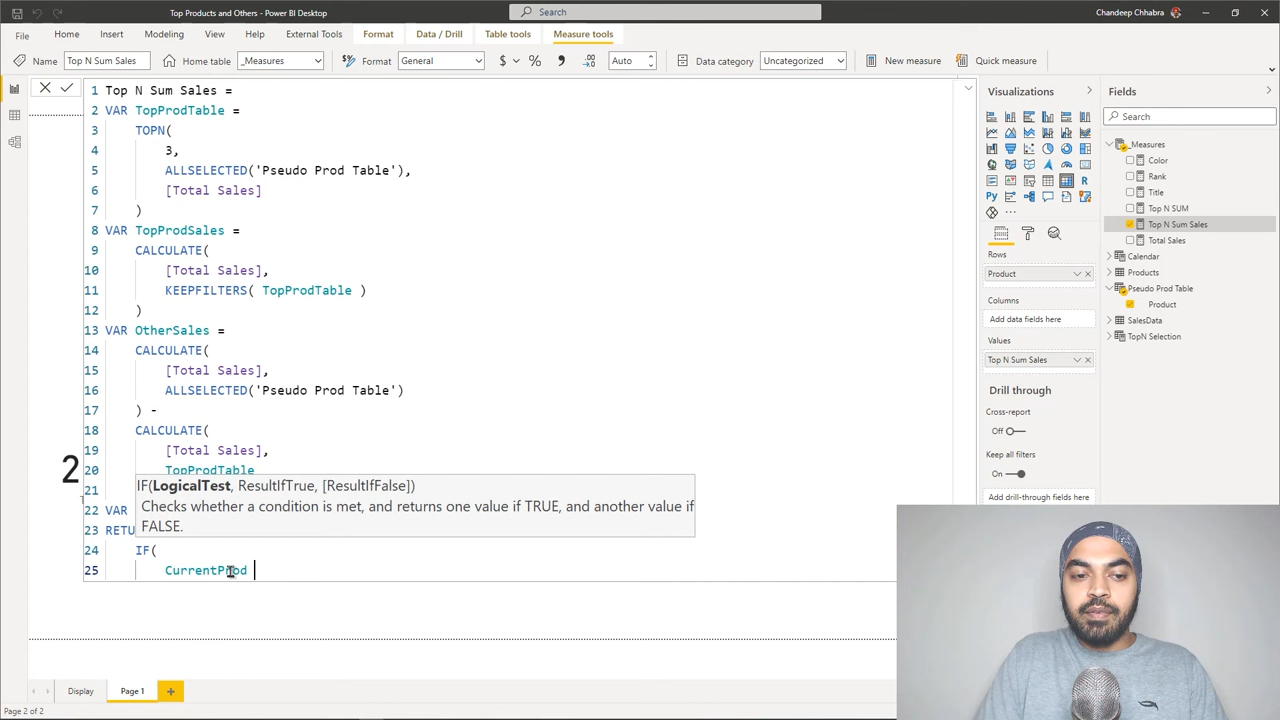 Top Products and Others - Power BI Desktop
Search
Chandeep Chhabra
File
Home
Insert
Modeling
View
Help
External Tools
Format
Data / Drill
Table tools
Measure tools
Name
Top N Sum Sales
Home table
_Measures
Format
General
$
%
Auto
Data category
Uncategorized
New measure
Quick measure
1 Top N Sum Sales =
2 VAR TopProdTable =
3 TOPN(
4 3,
5 ALLSELECTED('Pseudo Prod Table'),
6 [Total Sales]
7 )
8 VAR TopProdSales =
9 CALCULATE(
10 [Total Sales],
11 KEEPFILTERS( TopProdTable )
12 )
13 VAR OtherSales =
14 CALCULATE(
15 [Total Sales],
16 ALLSELECTED('Pseudo Prod Table')
17 ) -
18 CALCULATE(
19 [Total Sales],
20 TopProdTable
21
22 VAR
23 RETU
24 IF(
25 CurrentProd
IF(LogicalTest, ResultIfTrue, [ResultIfFalse])
Checks whether a condition is met, and returns one value if TRUE, and another value if
FALSE.
2
Visualizations
Rows
Product
Columns
Add data fields here
Values
Top N Sum Sales
Drill through
Cross-report
Off
Keep all filters
On
Add drill-through fields here
Fields
Search
_Measures
Color
Rank
Title
Top N SUM
Top N Sum Sales
Total Sales
Calendar
Products
Pseudo Prod Table
Product
SalesData
TopN Selection
Display
Page 1
Page 2 of 2